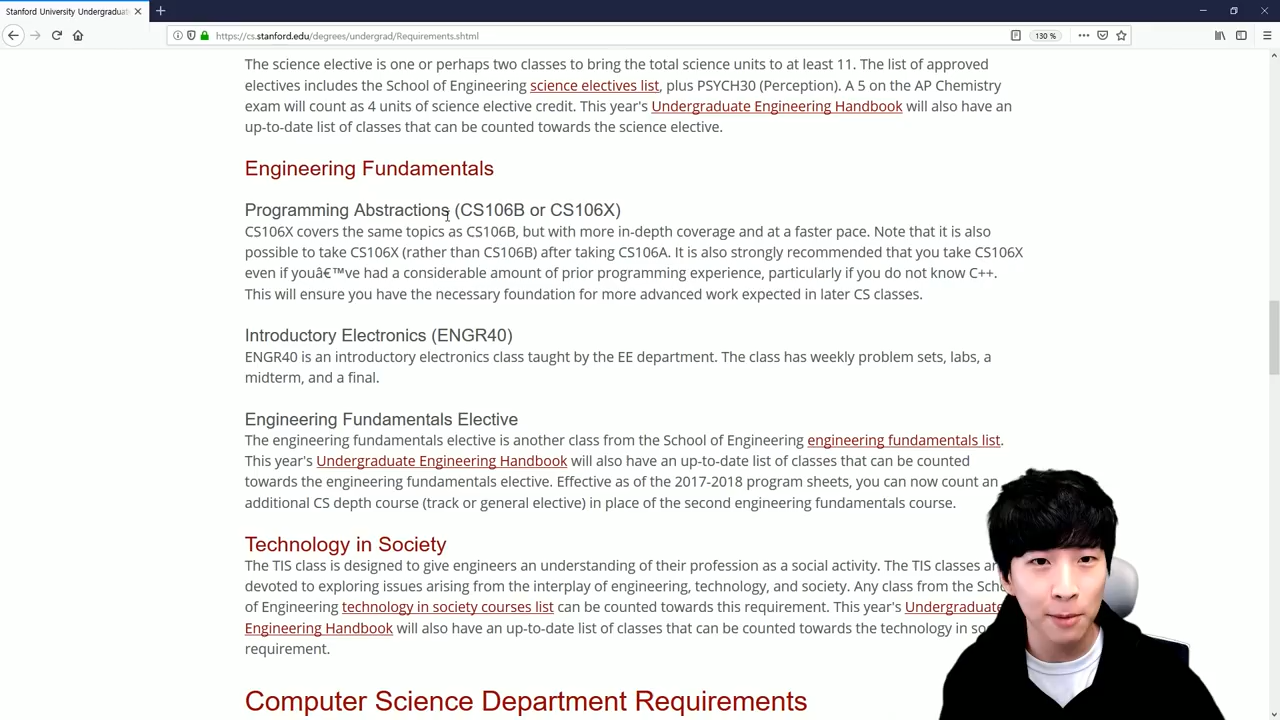 Stanford University Undergradua
https://cs.stanford.edu/degrees/undergrad/Requirements.shtml
130 %
The science elective is one or perhaps two classes to bring the total science units to at least 11. The list of approved
electives includes the School of Engineering science electives list, plus PSYCH30 (Perception). A 5 on the AP Chemistry
exam will count as 4 units of science elective credit. This year's Undergraduate Engineering Handbook will also have an
up-to-date list of classes that can be counted towards the science elective.
Engineering Fundamentals
Programming Abstractions (CS106B or CS106X)
CS106X covers the same topics as CS106B, but with more in-depth coverage and at a faster pace. Note that it is also
possible to take CS106X (rather than CS106B) after taking CS106A. It is also strongly recommended that you take CS106X
even if youâ€™ve had a considerable amount of prior programming experience, particularly if you do not know C++.
This will ensure you have the necessary foundation for more advanced work expected in later CS classes.
Introductory Electronics (ENGR40)
ENGR40 is an introductory electronics class taught by the EE department. The class has weekly problem sets, labs, a
midterm, and a final.
Engineering Fundamentals Elective
The engineering fundamentals elective is another class from the School of Engineering engineering fundamentals list.
This year's Undergraduate Engineering Handbook will also have an up-to-date list of classes that can be counted
towards the engineering fundamentals elective. Effective as of the 2017-2018 program sheets, you can now count an
additional CS depth course (track or general elective) in place of the second engineering fundamentals course.
Technology in Society
The TIS class is designed to give engineers an understanding of their profession as a social activity. The TIS classes
devoted to exploring issues arising from the interplay of engineering, technology, and society. Any class from the
of Engineering technology in society courses list can be counted towards this requirement. This year's Undergraduate
Engineering Handbook will also have an up-to-date list of classes that can be counted towards the technology in
requirement.
Computer Science Department Requirements